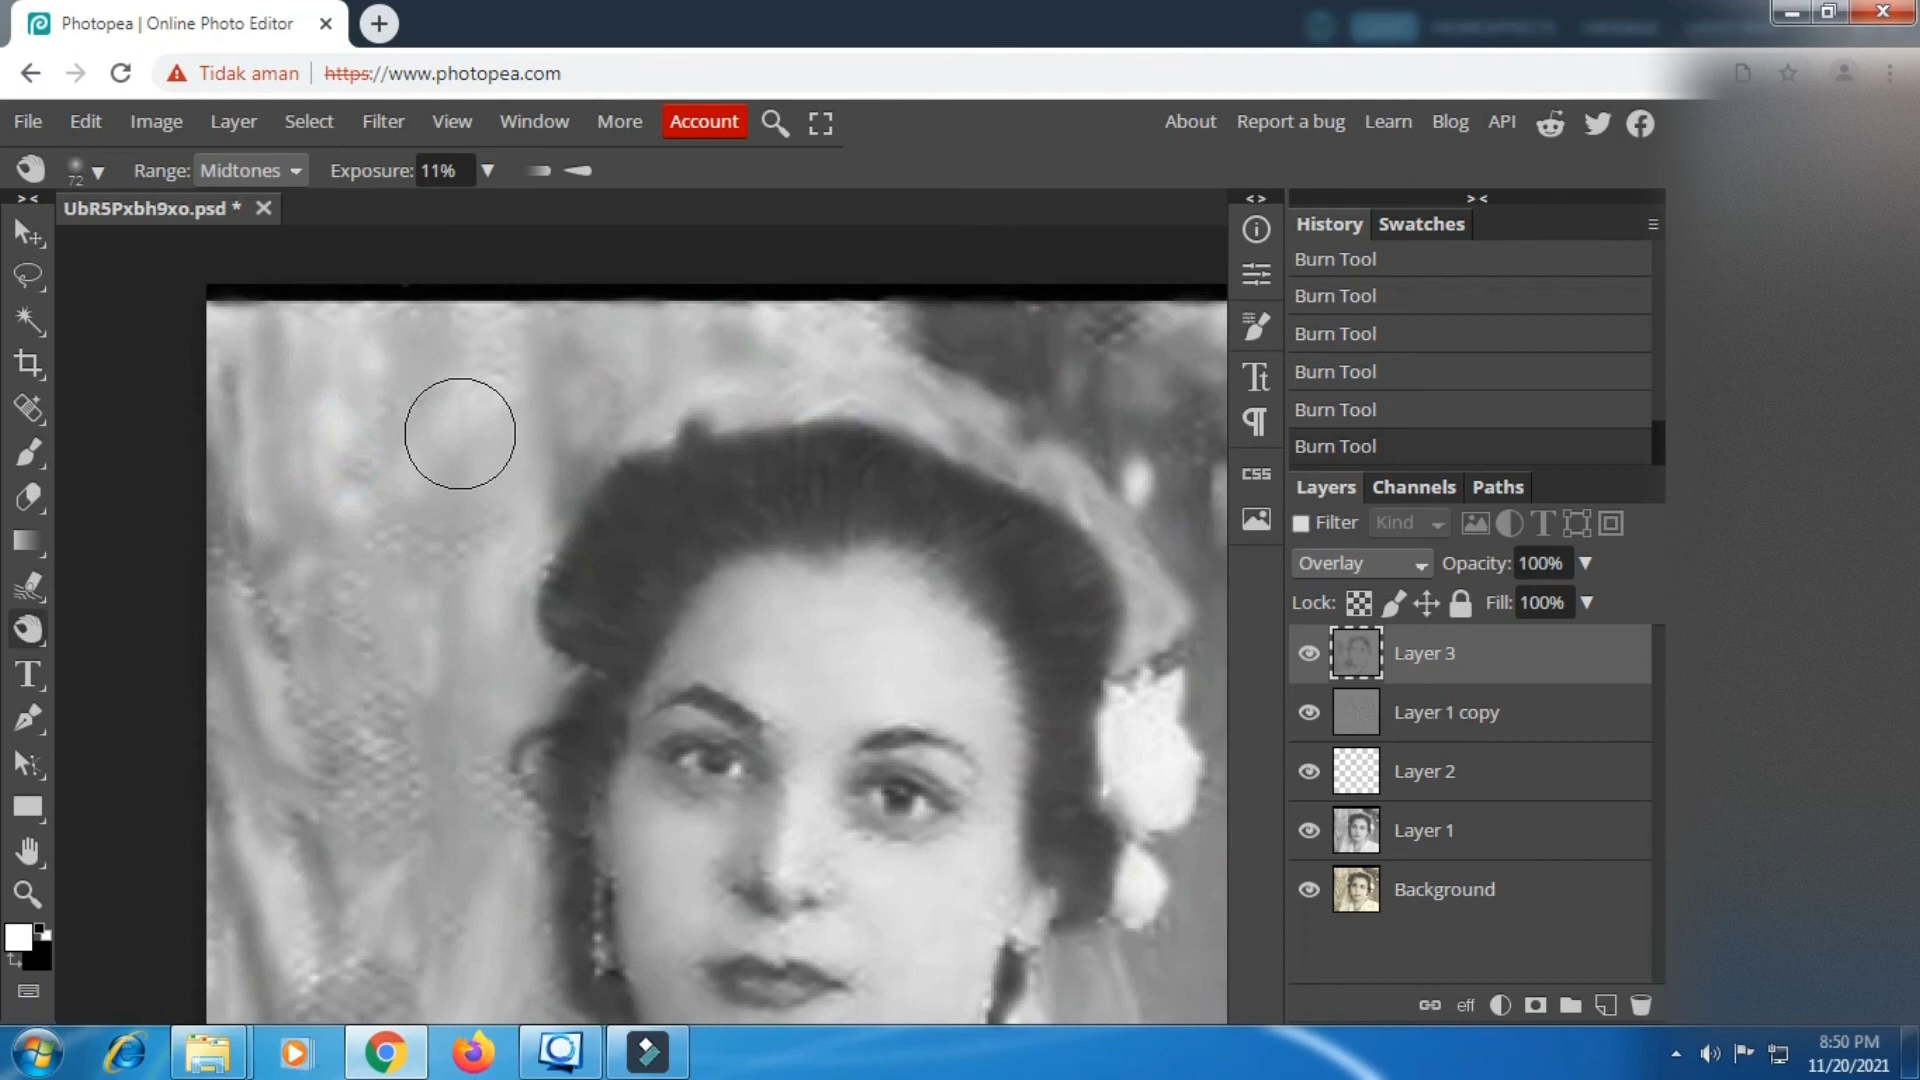 Photopea | Online Photo Editor
Tidak aman https://www.photopea.com
File Edit Image Layer Select Filter View Window More Account About Report a bug Learn Blog API
72 Range: Midtones Exposure: 11%
> < UbR5Pxbh9xo.psd * < > > <
History Swatches
Burn Tool
Burn Tool
Burn Tool
Burn Tool
Burn Tool
Burn Tool
Tt
CSS
Layers Channels Paths
Filter Kind T
Overlay Opacity: 100%
Lock: Fill: 100%
Layer 3
Layer 1 copy
Layer 2
Layer 1
Background
T
eff
8:50 PM
11/20/2021